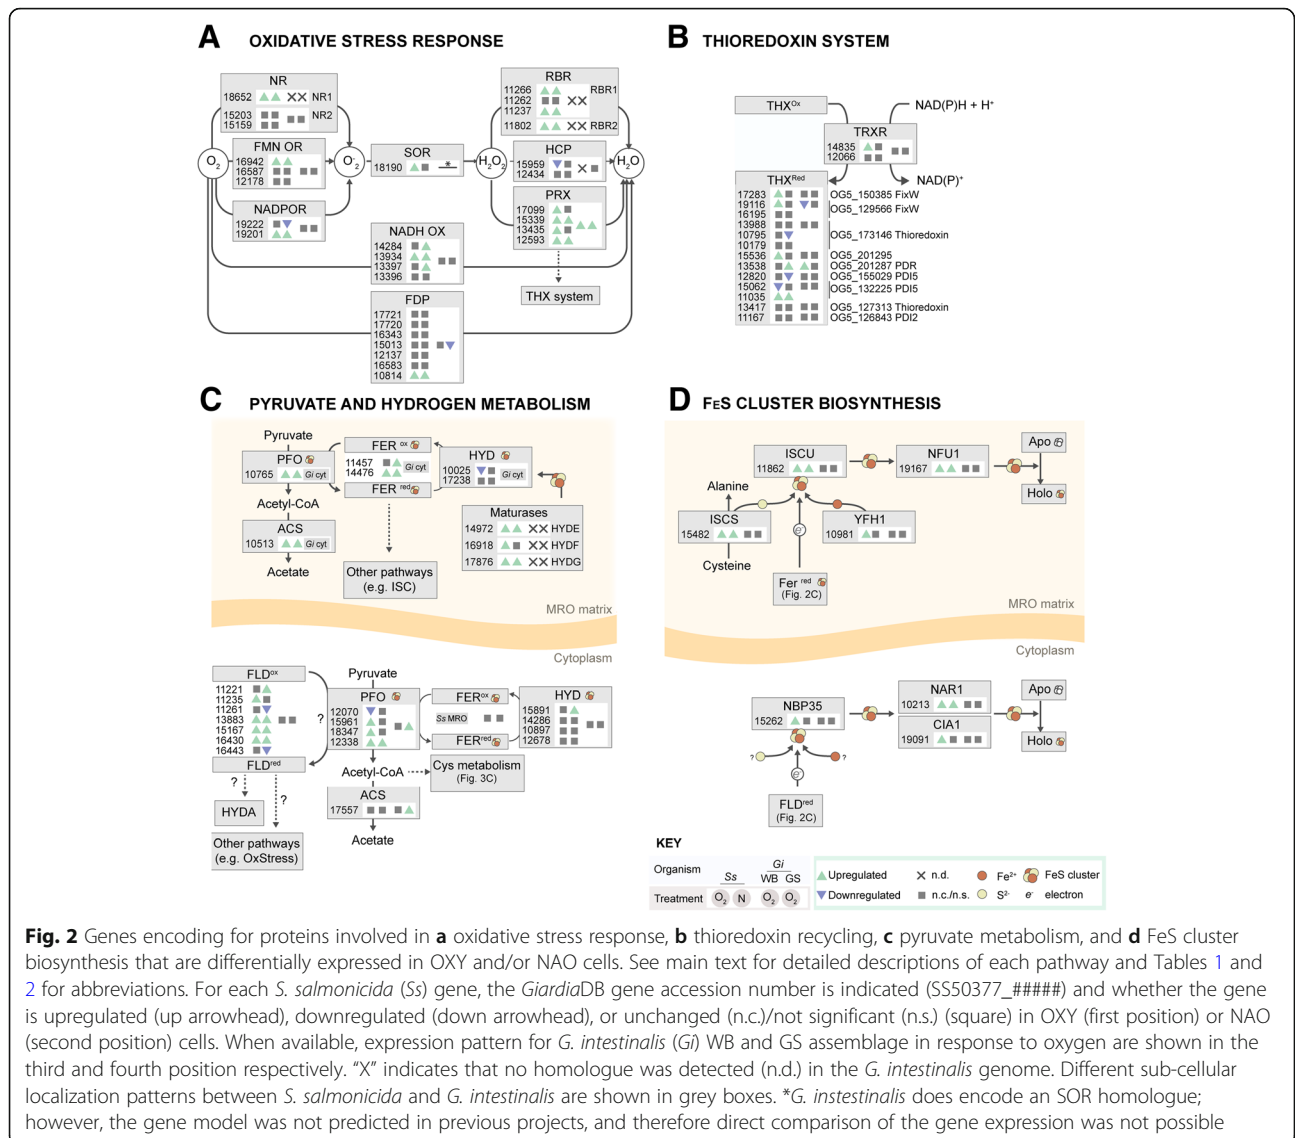 A OXIDATIVE STRESS RESPONSE
NR
18652 NR1
15203 NR2
15159
FMN OR
16942
16587
12178
NADPOR
19222
19201
O2
O-2
SOR
18190 *
H2O2
H2O
RBR
11266 RBR1
11262
11237
11802 RBR2
HCP
15959
12434
PRX
17099
15339
13435
12593
THX system
NADH OX
14284
13934
13397
13396
FDP
17721
17720
16343
15013
12137
16583
10814
B THIOREDOXIN SYSTEM
THXOx
NAD(P)H + H+
TRXR
14835
12066
THXRed
NAD(P)+
17283 OG5_150385 FixW
19116 OG5_129566 FixW
16195
13988
10795 OG5_173146 Thioredoxin
10179
15536 OG5_201295
13538 OG5_201287 PDR
12820 OG5_155029 PDI5
15062 OG5_132225 PDI5
11035
13417 OG5_127313 Thioredoxin
11167 OG5_126843 PDI2
C PYRUVATE AND HYDROGEN METABOLISM
Pyruvate
PFO
10765 Gi cyt
Acetyl-CoA
ACS
10513 Gi cyt
Acetate
FER ox
11457 Gi cyt
14476
FER red
HYD
10025 Gi cyt
17238
Maturases
14972 HYDE
16918 HYDF
17876 HYDG
Other pathways
(e.g. ISC)
MRO matrix
Cytoplasm
FLDox
11221
11235
11261
13883
15167
16430
16443
FLDred
?
?
?
HYDA
Other pathways
(e.g. OxStress)
Pyruvate
PFO
12070
15961
18347
12338
Acetyl-CoA
ACS
17557
Acetate
FERox
Ss MRO
FERred
Cys metabolism
(Fig. 3C)
HYD
15891
14286
10897
12678
D FES CLUSTER BIOSYNTHESIS
ISCU
11862
NFU1
19167
Apo
Holo
Alanine
ISCS
15482
Cysteine
e-
YFH1
10981
Fer red
(Fig. 2C)
MRO matrix
Cytoplasm
NBP35
15262
NAR1
10213
CIA1
19091
Apo
Holo
? ?
e-
FLDred
(Fig. 2C)
KEY
Organism Ss Gi
WB GS
Treatment O2 N O2 O2
Upregulated n.d. Fe2+ FeS cluster
Downregulated n.c./n.s. S2- e- electron
Fig. 2 Genes encoding for proteins involved in a oxidative stress response, b thioredoxin recycling, c pyruvate metabolism, and d FeS cluster
biosynthesis that are differentially expressed in OXY and/or NAO cells. See main text for detailed descriptions of each pathway and Tables 1 and
2 for abbreviations. For each S. salmonicida (Ss) gene, the GiardiaDB gene accession number is indicated (SS50377_#####) and whether the gene
is upregulated (up arrowhead), downregulated (down arrowhead), or unchanged (n.c.)/not significant (n.s.) (square) in OXY (first position) or NAO
(second position) cells. When available, expression pattern for G. intestinalis (Gi) WB and GS assemblage in response to oxygen are shown in the
third and fourth position respectively. “X” indicates that no homologue was detected (n.d.) in the G. intestinalis genome. Different sub-cellular
localization patterns between S. salmonicida and G. intestinalis are shown in grey boxes. *G. instestinalis does encode an SOR homologue;
however, the gene model was not predicted in previous projects, and therefore direct comparison of the gene expression was not possible